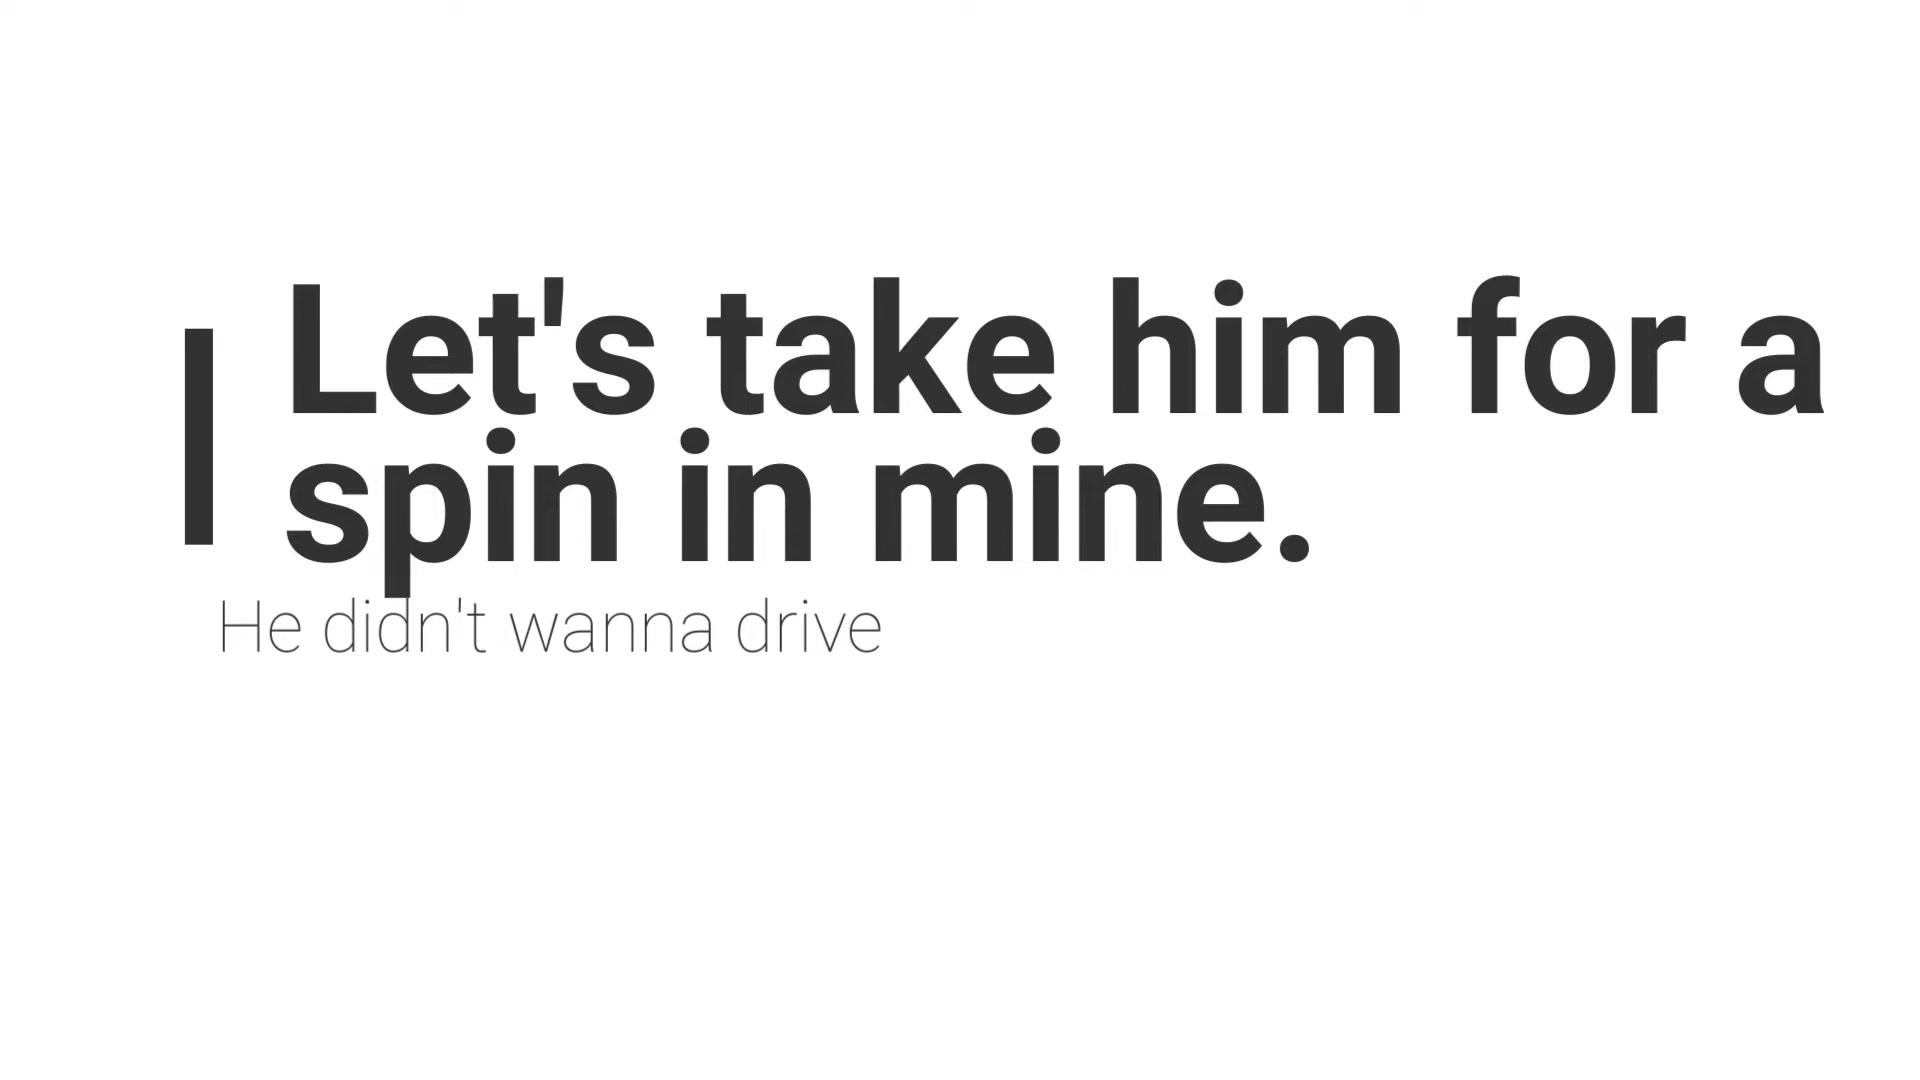 Let's take him for a
spin in mine.
He didn't wanna drive